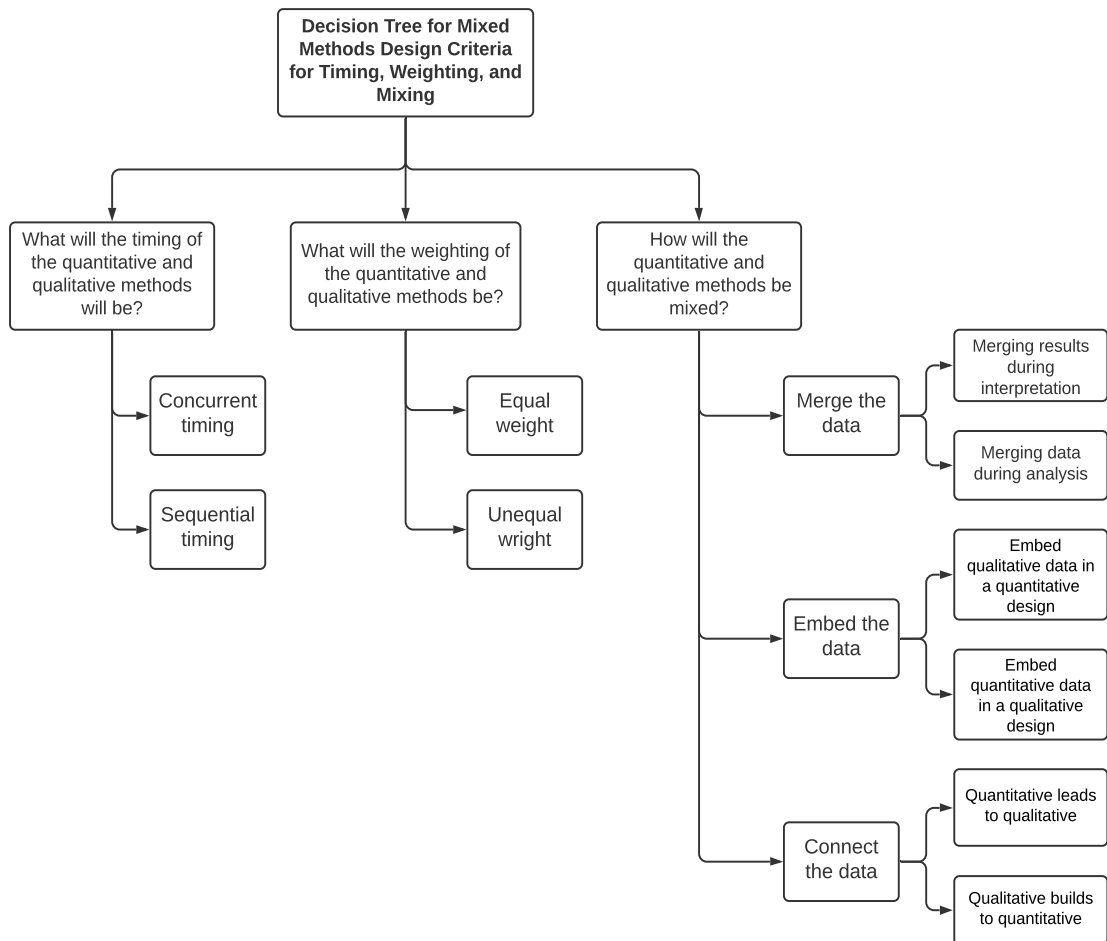 Decision Tree for Mixed
Methods Design Criteria
for Timing, Weighting, and
Mixing
What will the timing of
the quantitative and
qualitative methods
will be?
What will the weighting of
the quantitative and
qualitative methods be?
How will the
quantitative and
qualitative methods be
mixed?
Concurrent
timing
Sequential
timing
Equal
weight
Unequal
wright
Merge the
data
Merging results
during
interpretation
Merging data
during analysis
Embed the
data
Embed
qualitative data in
a quantitative
design
Embed
quantitative data
in a qualitative
design
Connect
the data
Quantitative leads
to qualitative
Qualitative builds
to quantitative